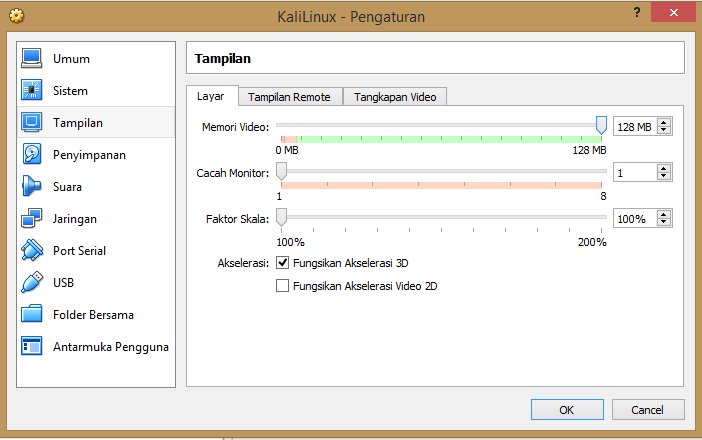 KaliLinux - Pengaturan
?
Umum
Sistem
Tampilan
Penyimpanan
Suara
Jaringan
Port Serial
USB
Folder Bersama
Antarmuka Pengguna
Tampilan
Layar Tampilan Remote Tangkapan Video
Memori Video: 128 MB
0 MB 128 MB
Cacah Monitor: 1
1 8
Faktor Skala: 100%
100% 200%
Akselerasi: Fungsikan Akselerasi 3D
Fungsikan Akselerasi Video 2D
OK Cancel